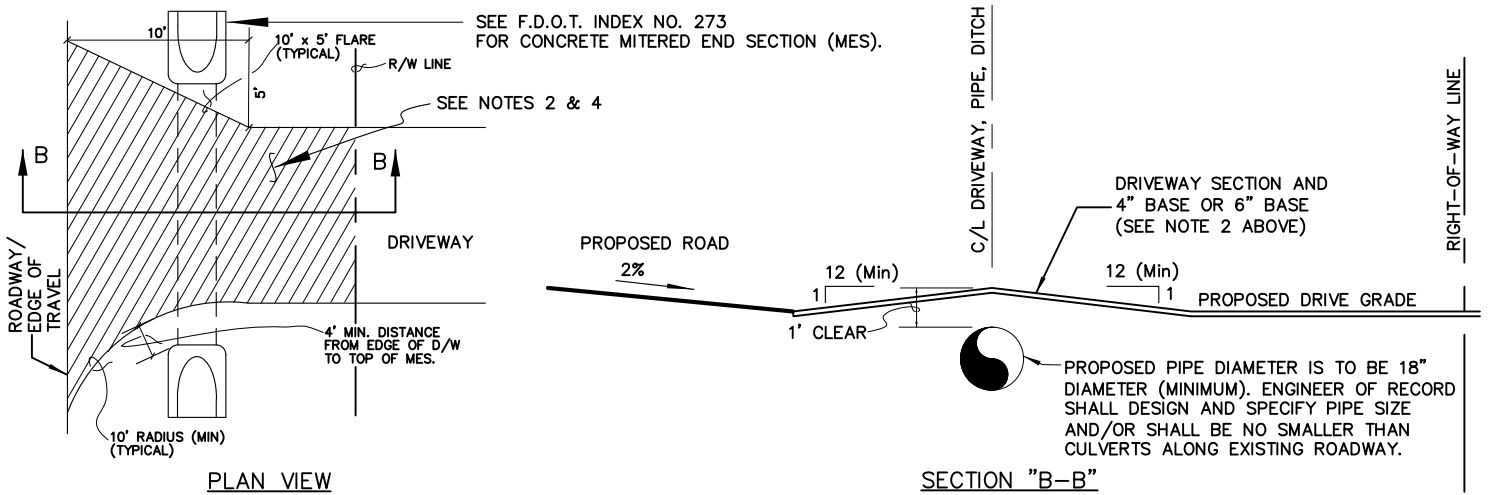 SEE F.D.O.T. INDEX NO. 273
FOR CONCRETE MITERED END SECTION (MES).
10'
10' x 5' FLARE
(TYPICAL)
R/W LINE
5'
SEE NOTES 2 & 4
B
B
DRIVEWAY
ROADWAY/
EDGE OF
TRAVEL
4' MIN. DISTANCE
FROM EDGE OF D/W
TO TOP OF MES.
10' RADIUS (MIN)
(TYPICAL)
PLAN VIEW
C/L DRIVEWAY, PIPE, DITCH
RIGHT-OF-WAY LINE
DRIVEWAY SECTION AND
4" BASE OR 6" BASE
(SEE NOTE 2 ABOVE)
PROPOSED ROAD
2%
12 (Min)
1
12 (Min)
1
PROPOSED DRIVE GRADE
1' CLEAR
PROPOSED PIPE DIAMETER IS TO BE 18"
DIAMETER (MINIMUM). ENGINEER OF RECORD
SHALL DESIGN AND SPECIFY PIPE SIZE
AND/OR SHALL BE NO SMALLER THAN
CULVERTS ALONG EXISTING ROADWAY.
SECTION "B-B"